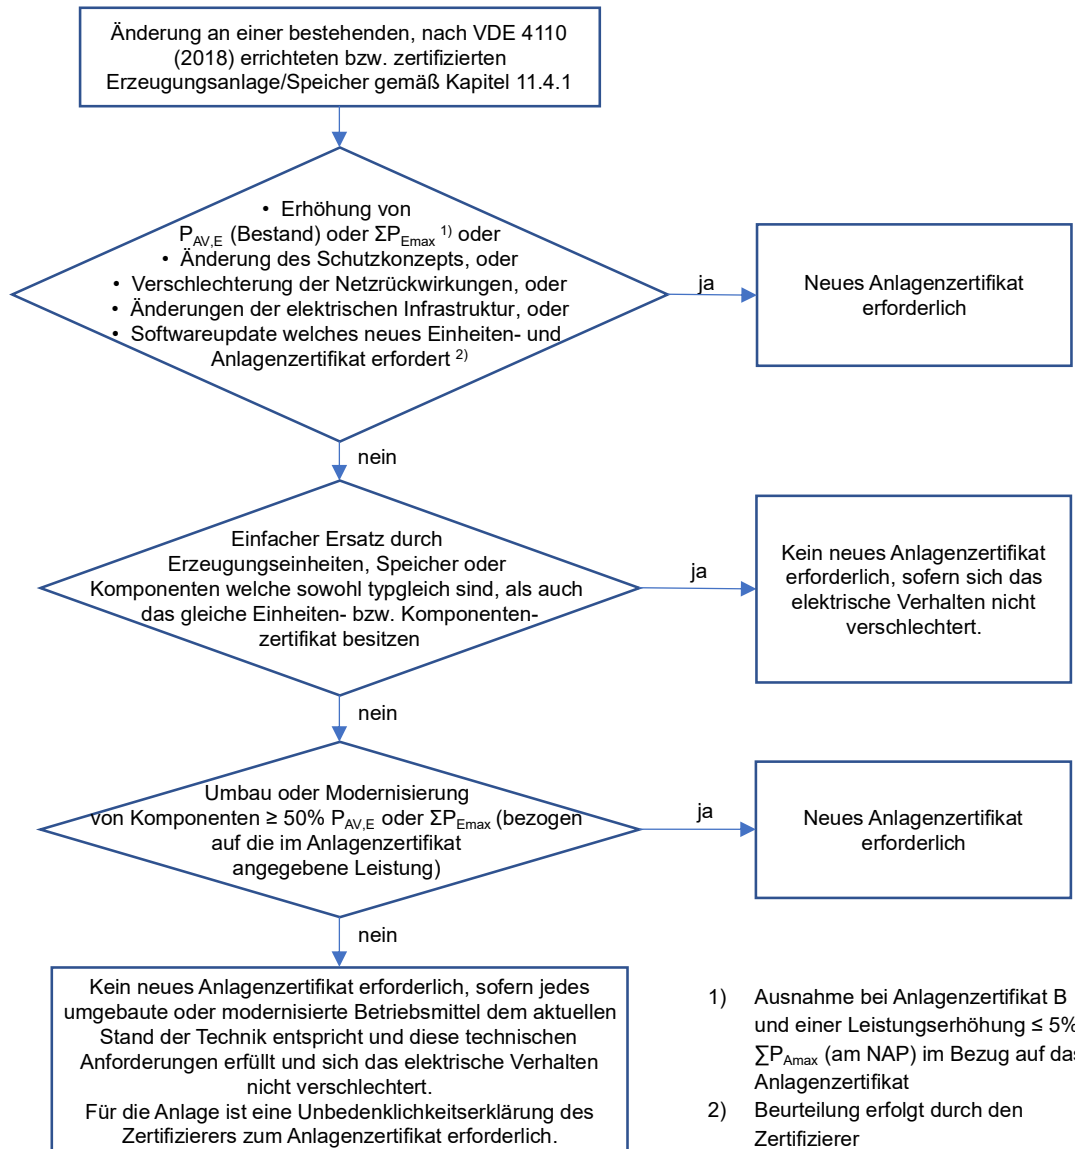 Änderung an einer bestehenden, nach VDE 4110
(2018) errichteten bzw. zertifizierten
Erzeugungsanlage/Speicher gemäß Kapitel 11.4.1
• Erhöhung von
P_AV,E (Bestand) oder ΣP_Emax ¹⁾ oder
• Änderung des Schutzkonzepts, oder
• Verschlechterung der Netzrückwirkungen, oder
• Änderungen der elektrischen Infrastruktur, oder
• Softwareupdate welches neues Einheiten- und
Anlagenzertifikat erfordert ²⁾
ja
Neues Anlagenzertifikat
erforderlich
nein
Einfacher Ersatz durch
Erzeugungseinheiten, Speicher oder
Komponenten welche sowohl typgleich sind, als auch
das gleiche Einheiten- bzw. Komponenten-
zertifikat besitzen
ja
Kein neues Anlagenzertifikat
erforderlich, sofern sich das
elektrische Verhalten nicht
verschlechtert.
nein
Umbau oder Modernisierung
von Komponenten ≥ 50% P_AV,E oder ΣP_Emax (bezogen
auf die im Anlagenzertifikat
angegebene Leistung)
ja
Neues Anlagenzertifikat
erforderlich
nein
Kein neues Anlagenzertifikat erforderlich, sofern jedes
umgebaute oder modernisierte Betriebsmittel dem aktuellen
Stand der Technik entspricht und diese technischen
Anforderungen erfüllt und sich das elektrische Verhalten
nicht verschlechtert.
Für die Anlage ist eine Unbedenklichkeitserklärung des
Zertifizierers zum Anlagenzertifikat erforderlich.
1) Ausnahme bei Anlagenzertifikat B
und einer Leistungserhöhung ≤ 5%
∑P_Amax (am NAP) im Bezug auf das
Anlagenzertifikat
2) Beurteilung erfolgt durch den
Zertifizierer